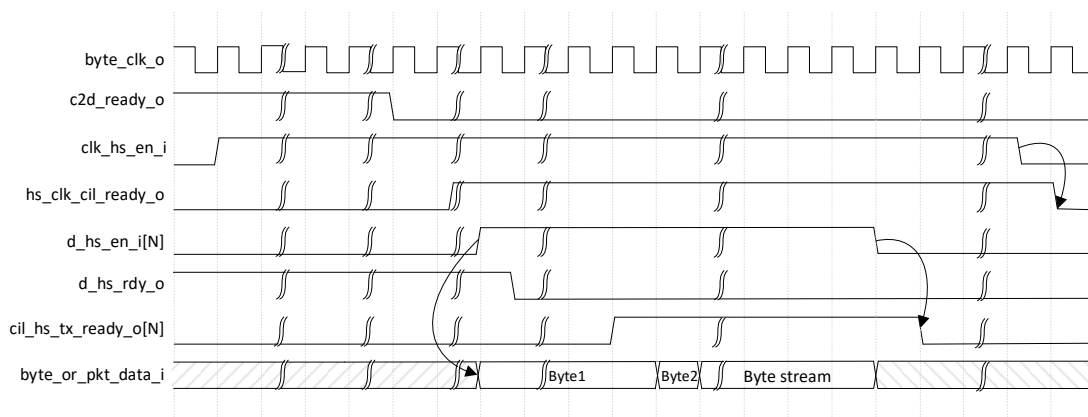 byte_clk_o
c2d_ready_o
clk_hs_en_i
hs_clk_cil_ready_o
d_hs_en_i[N]
d_hs_rdy_o
cil_hs_tx_ready_o[N]
byte_or_pkt_data_i Byte1 Byte2 Byte stream